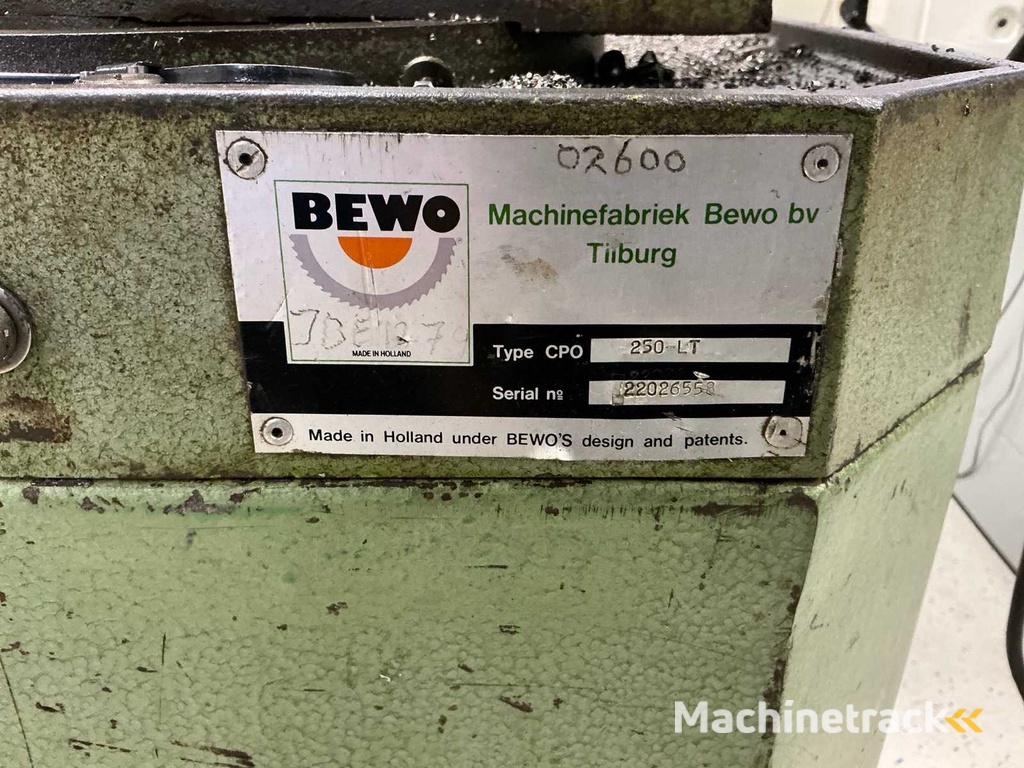 02600
BEWO
Machinefabriek Bewo bv
Tilburg
MADE IN HOLLAND
Type CPO 250-LT
Serial nº 22026558
Made in Holland under BEWO'S design and patents.
Machinetrack